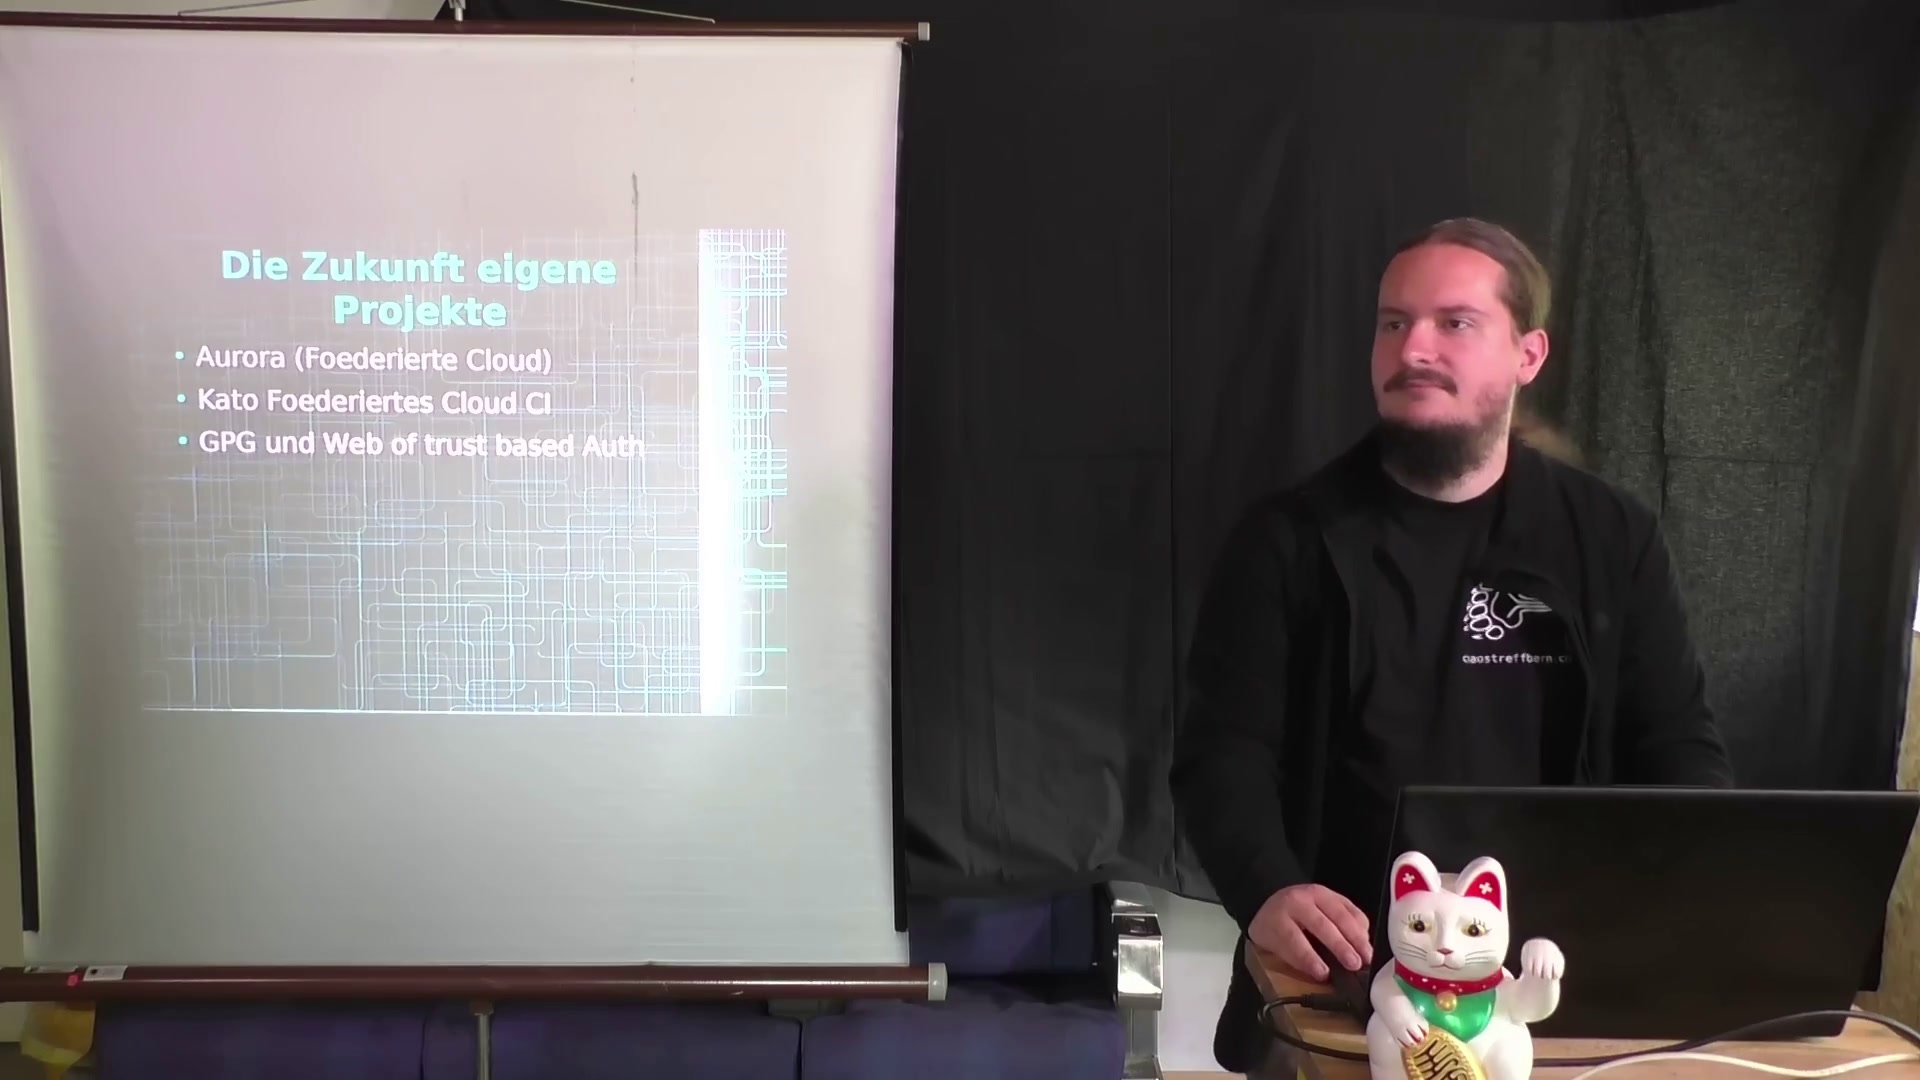 Die Zukunft eigene
Projekte
• Aurora (Foederierte Cloud)
• Kato Foederiertes Cloud CI
• GPG und Web of trust based Auth